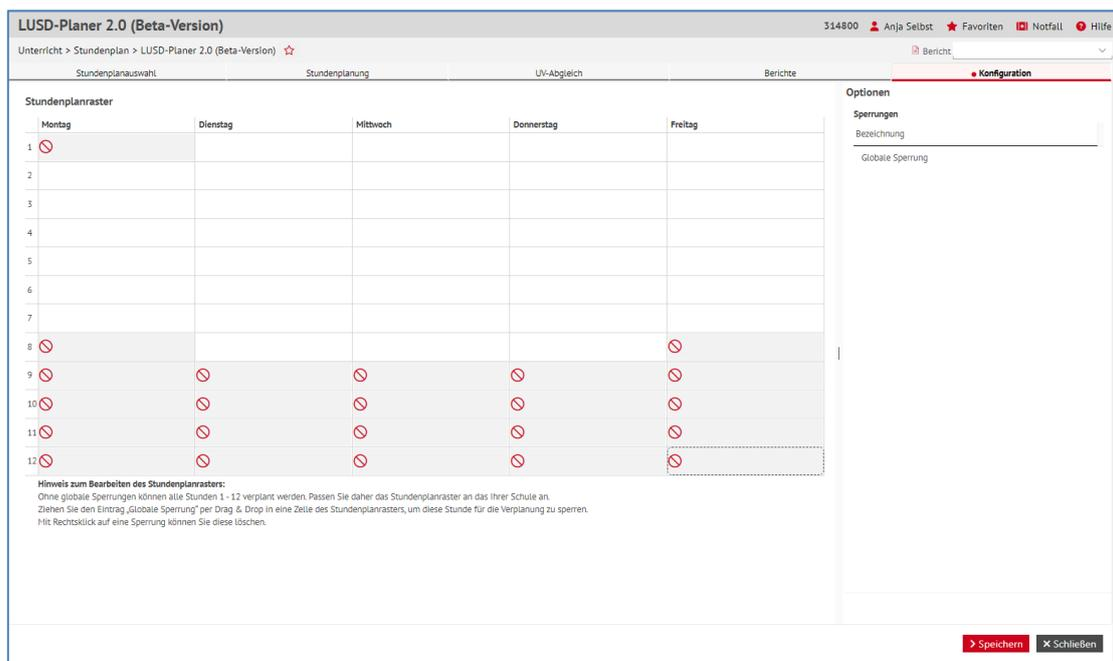 LUSD-Planer 2.0 (Beta-Version)
314800 Anja Selbst Favoriten Notfall Hilfe
Unterricht > Stundenplan > LUSD-Planer 2.0 (Beta-Version)
Bericht
Stundenplanauswahl Stundenplanung UV-Abgleich Berichte Konfiguration
Stundenplanraster
Montag Dienstag Mittwoch Donnerstag Freitag
1
2
3
4
5
6
7
8
9
10
11
12
Hinweis zum Bearbeiten des Stundenplanrasters:
Ohne globale Sperrungen können alle Stunden 1 - 12 verplant werden. Passen Sie daher das Stundenplanraster an das Ihrer Schule an.
Ziehen Sie den Eintrag „Globale Sperrung" per Drag & Drop in eine Zelle des Stundenplanrasters, um diese Stunde für die Verplanung zu sperren.
Mit Rechtsklick auf eine Sperrung können Sie diese löschen.
Optionen
Sperrungen
Bezeichnung
Globale Sperrung
Speichern Schließen